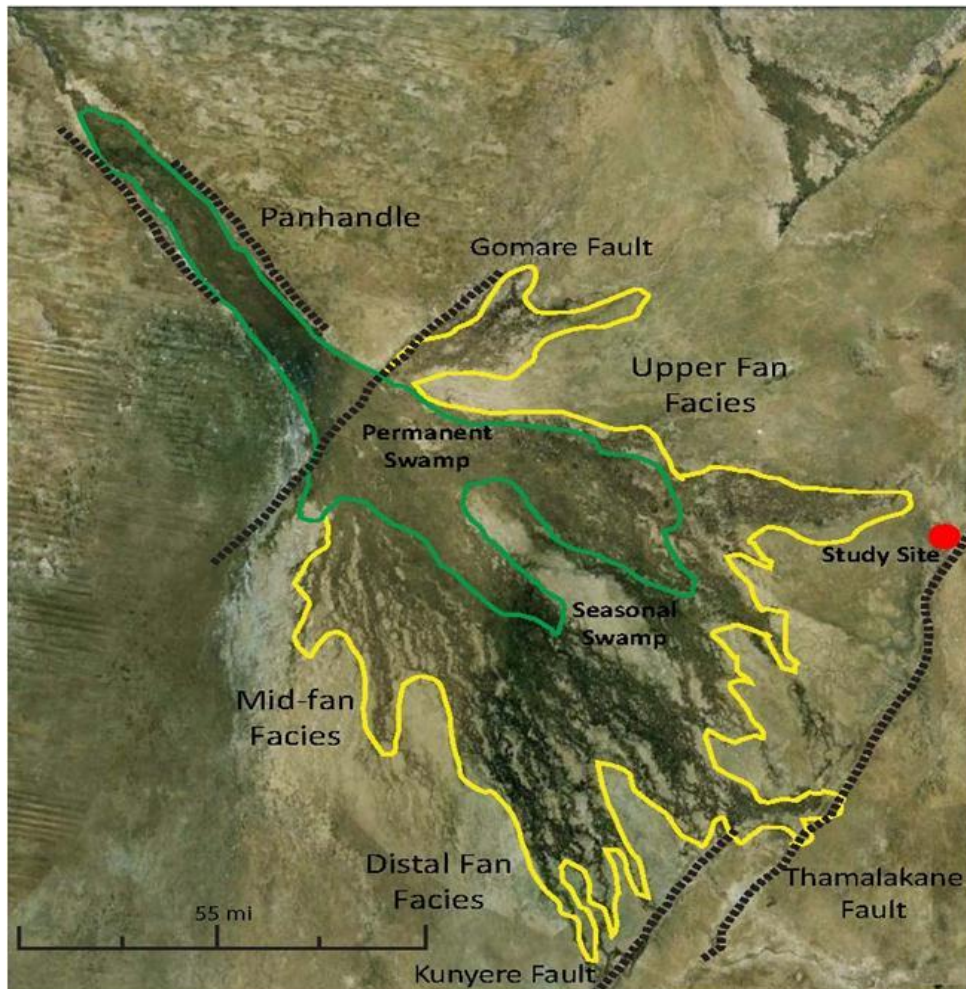 Panhandle
Gomare Fault
Upper Fan
Facies
Permanent
Swamp
Study Site
Seasonal
Swamp
Mid-fan
Facies
Distal Fan
Facies
Thamalakane
Fault
55 mi
Kunyere Fault